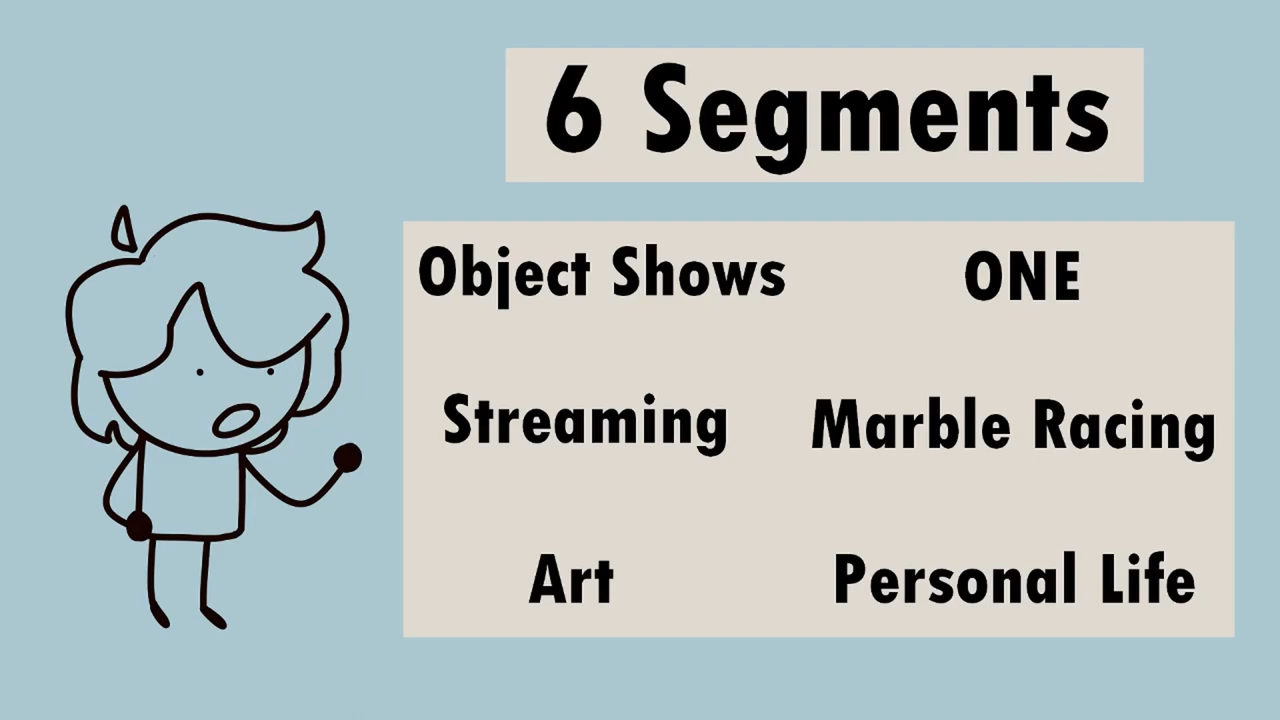 6 Segments
Object Shows
ONE
Streaming
Marble Racing
Art
Personal Life